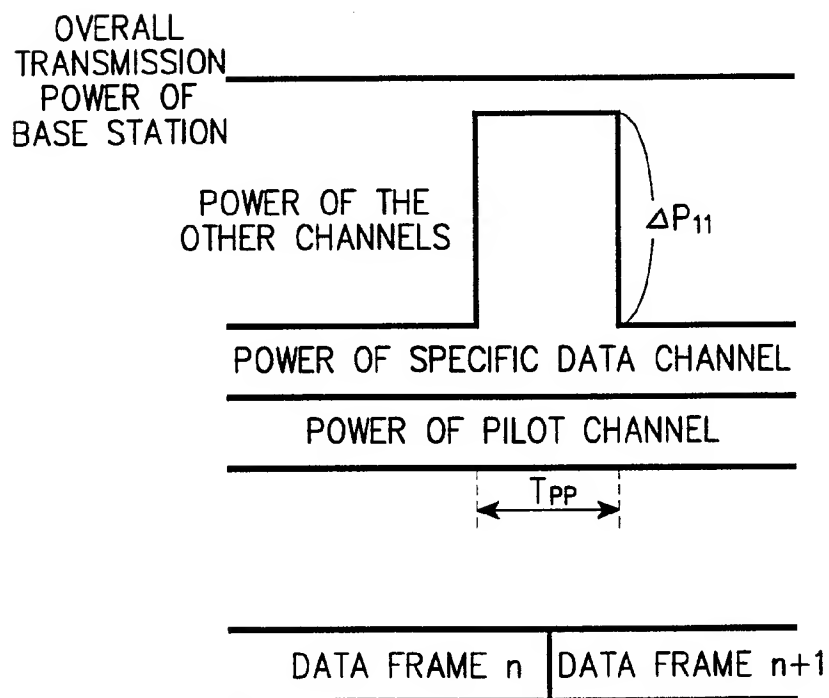 OVERALL
TRANSMISSION
POWER OF
BASE STATION
POWER OF THE
OTHER CHANNELS
ΔP11
POWER OF SPECIFIC DATA CHANNEL
POWER OF PILOT CHANNEL
TPP
DATA FRAME n
DATA FRAME n+1